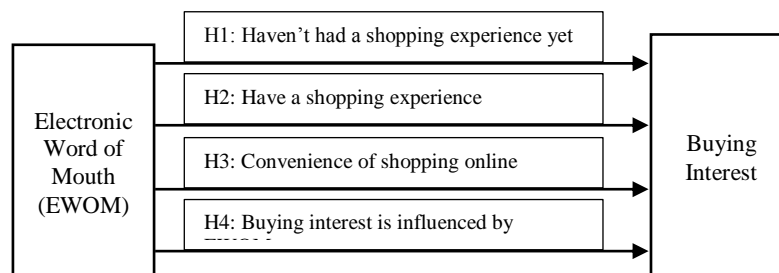 H1: Haven't had a shopping experience yet
H2: Have a shopping experience
H3: Convenience of shopping online
H4: Buying interest is influenced by
Electronic
Word of
Mouth
(EWOM)
Buying
Interest